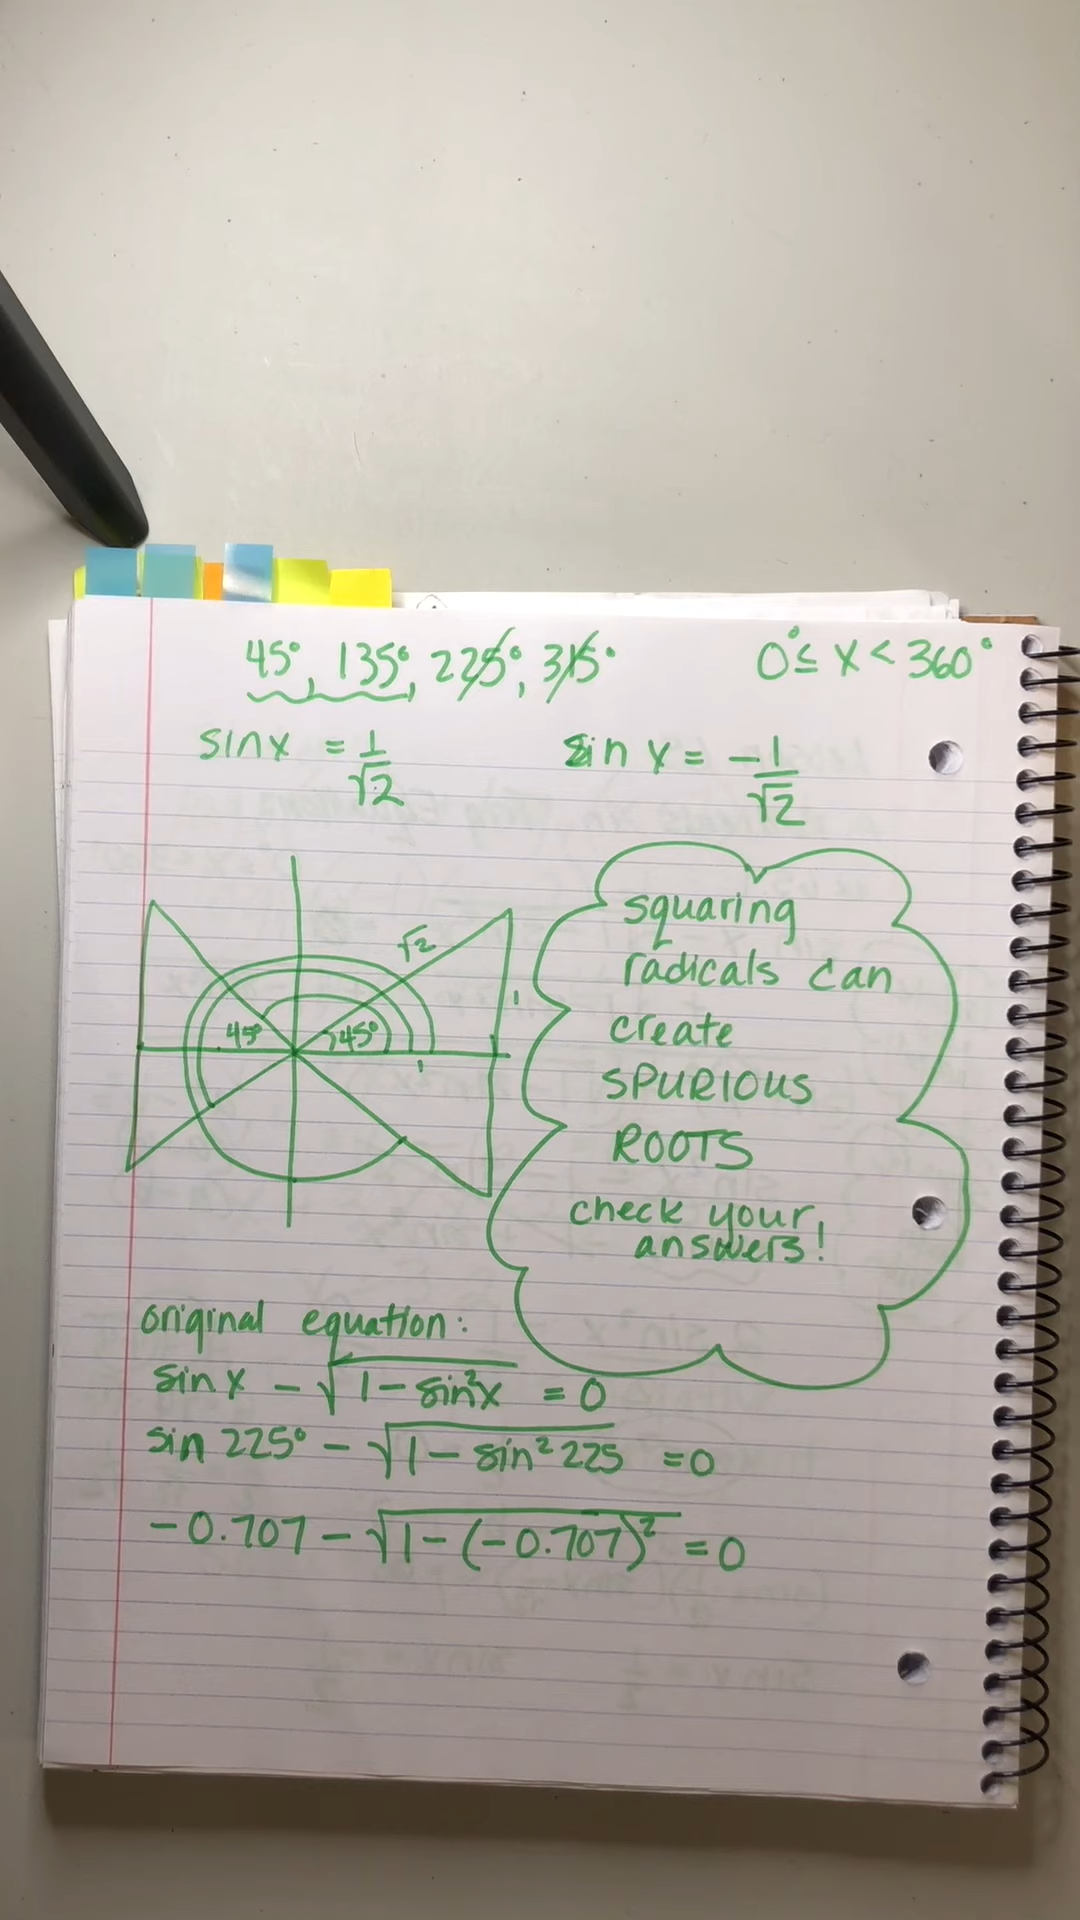 45°, 135°, 225°, 315° 0° ≤ x < 360°
sin x = 1/√2 sin x = -1/√2
√2
1
45° 45°
1
squaring
radicals can
create
SPURIOUS
ROOTS
check your
answers!
original equation:
sin x - √(1 - sin²x) = 0
sin 225° - √(1 - sin² 225) = 0
-0.707 - √(1 - (-0.707)²) = 0